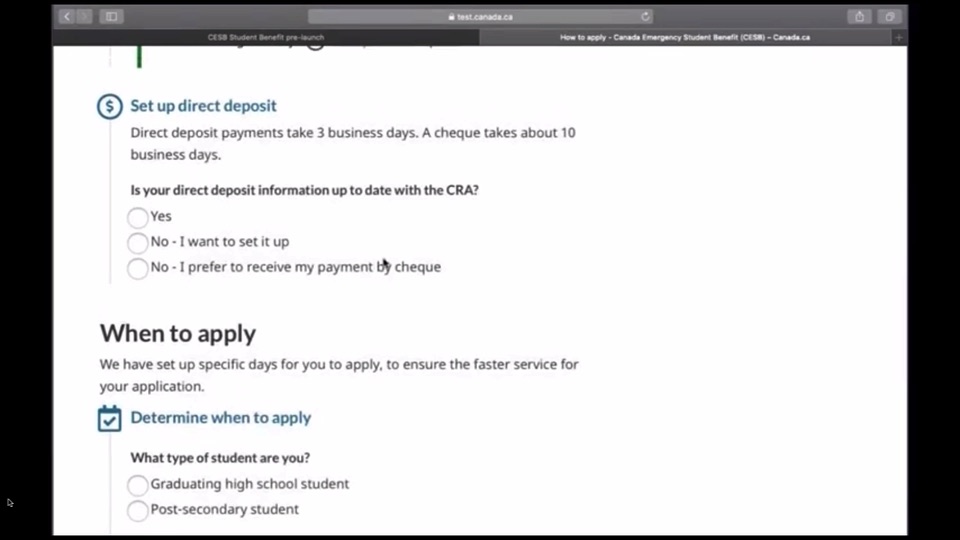 test.canada.ca
CESB Student Benefit pre-launch
How to apply - Canada Emergency Student Benefit (CESB) – Canada.ca
Set up direct deposit
Direct deposit payments take 3 business days. A cheque takes about 10
business days.
Is your direct deposit information up to date with the CRA?
Yes
No - I want to set it up
No - I prefer to receive my payment by cheque
When to apply
We have set up specific days for you to apply, to ensure the faster service for
your application.
Determine when to apply
What type of student are you?
Graduating high school student
Post-secondary student